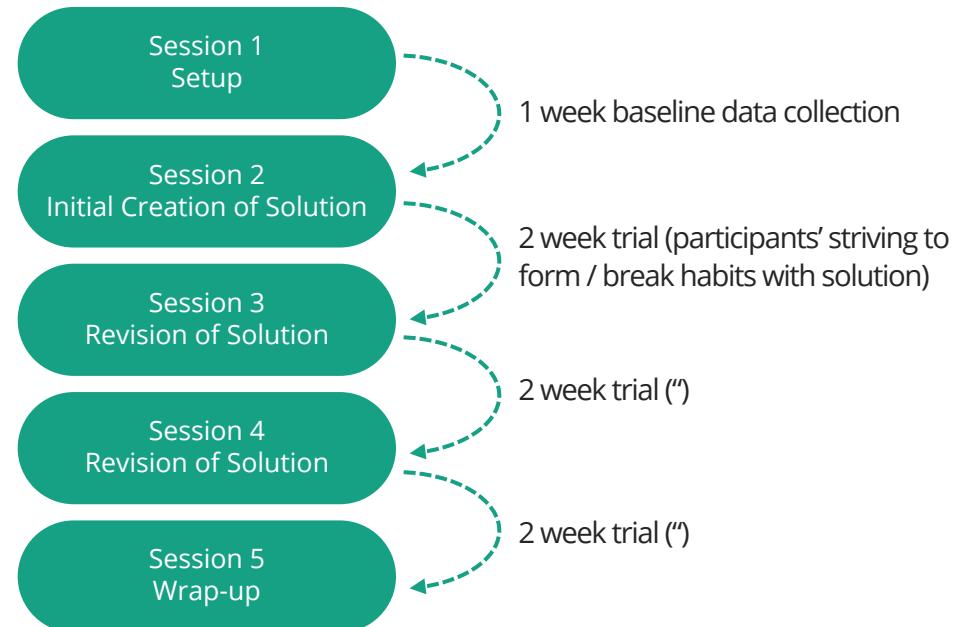 Session 1
Setup
1 week baseline data collection
Session 2
Initial Creation of Solution
2 week trial (participants’ striving to
form / break habits with solution)
Session 3
Revision of Solution
2 week trial (“)
Session 4
Revision of Solution
2 week trial (“)
Session 5
Wrap-up